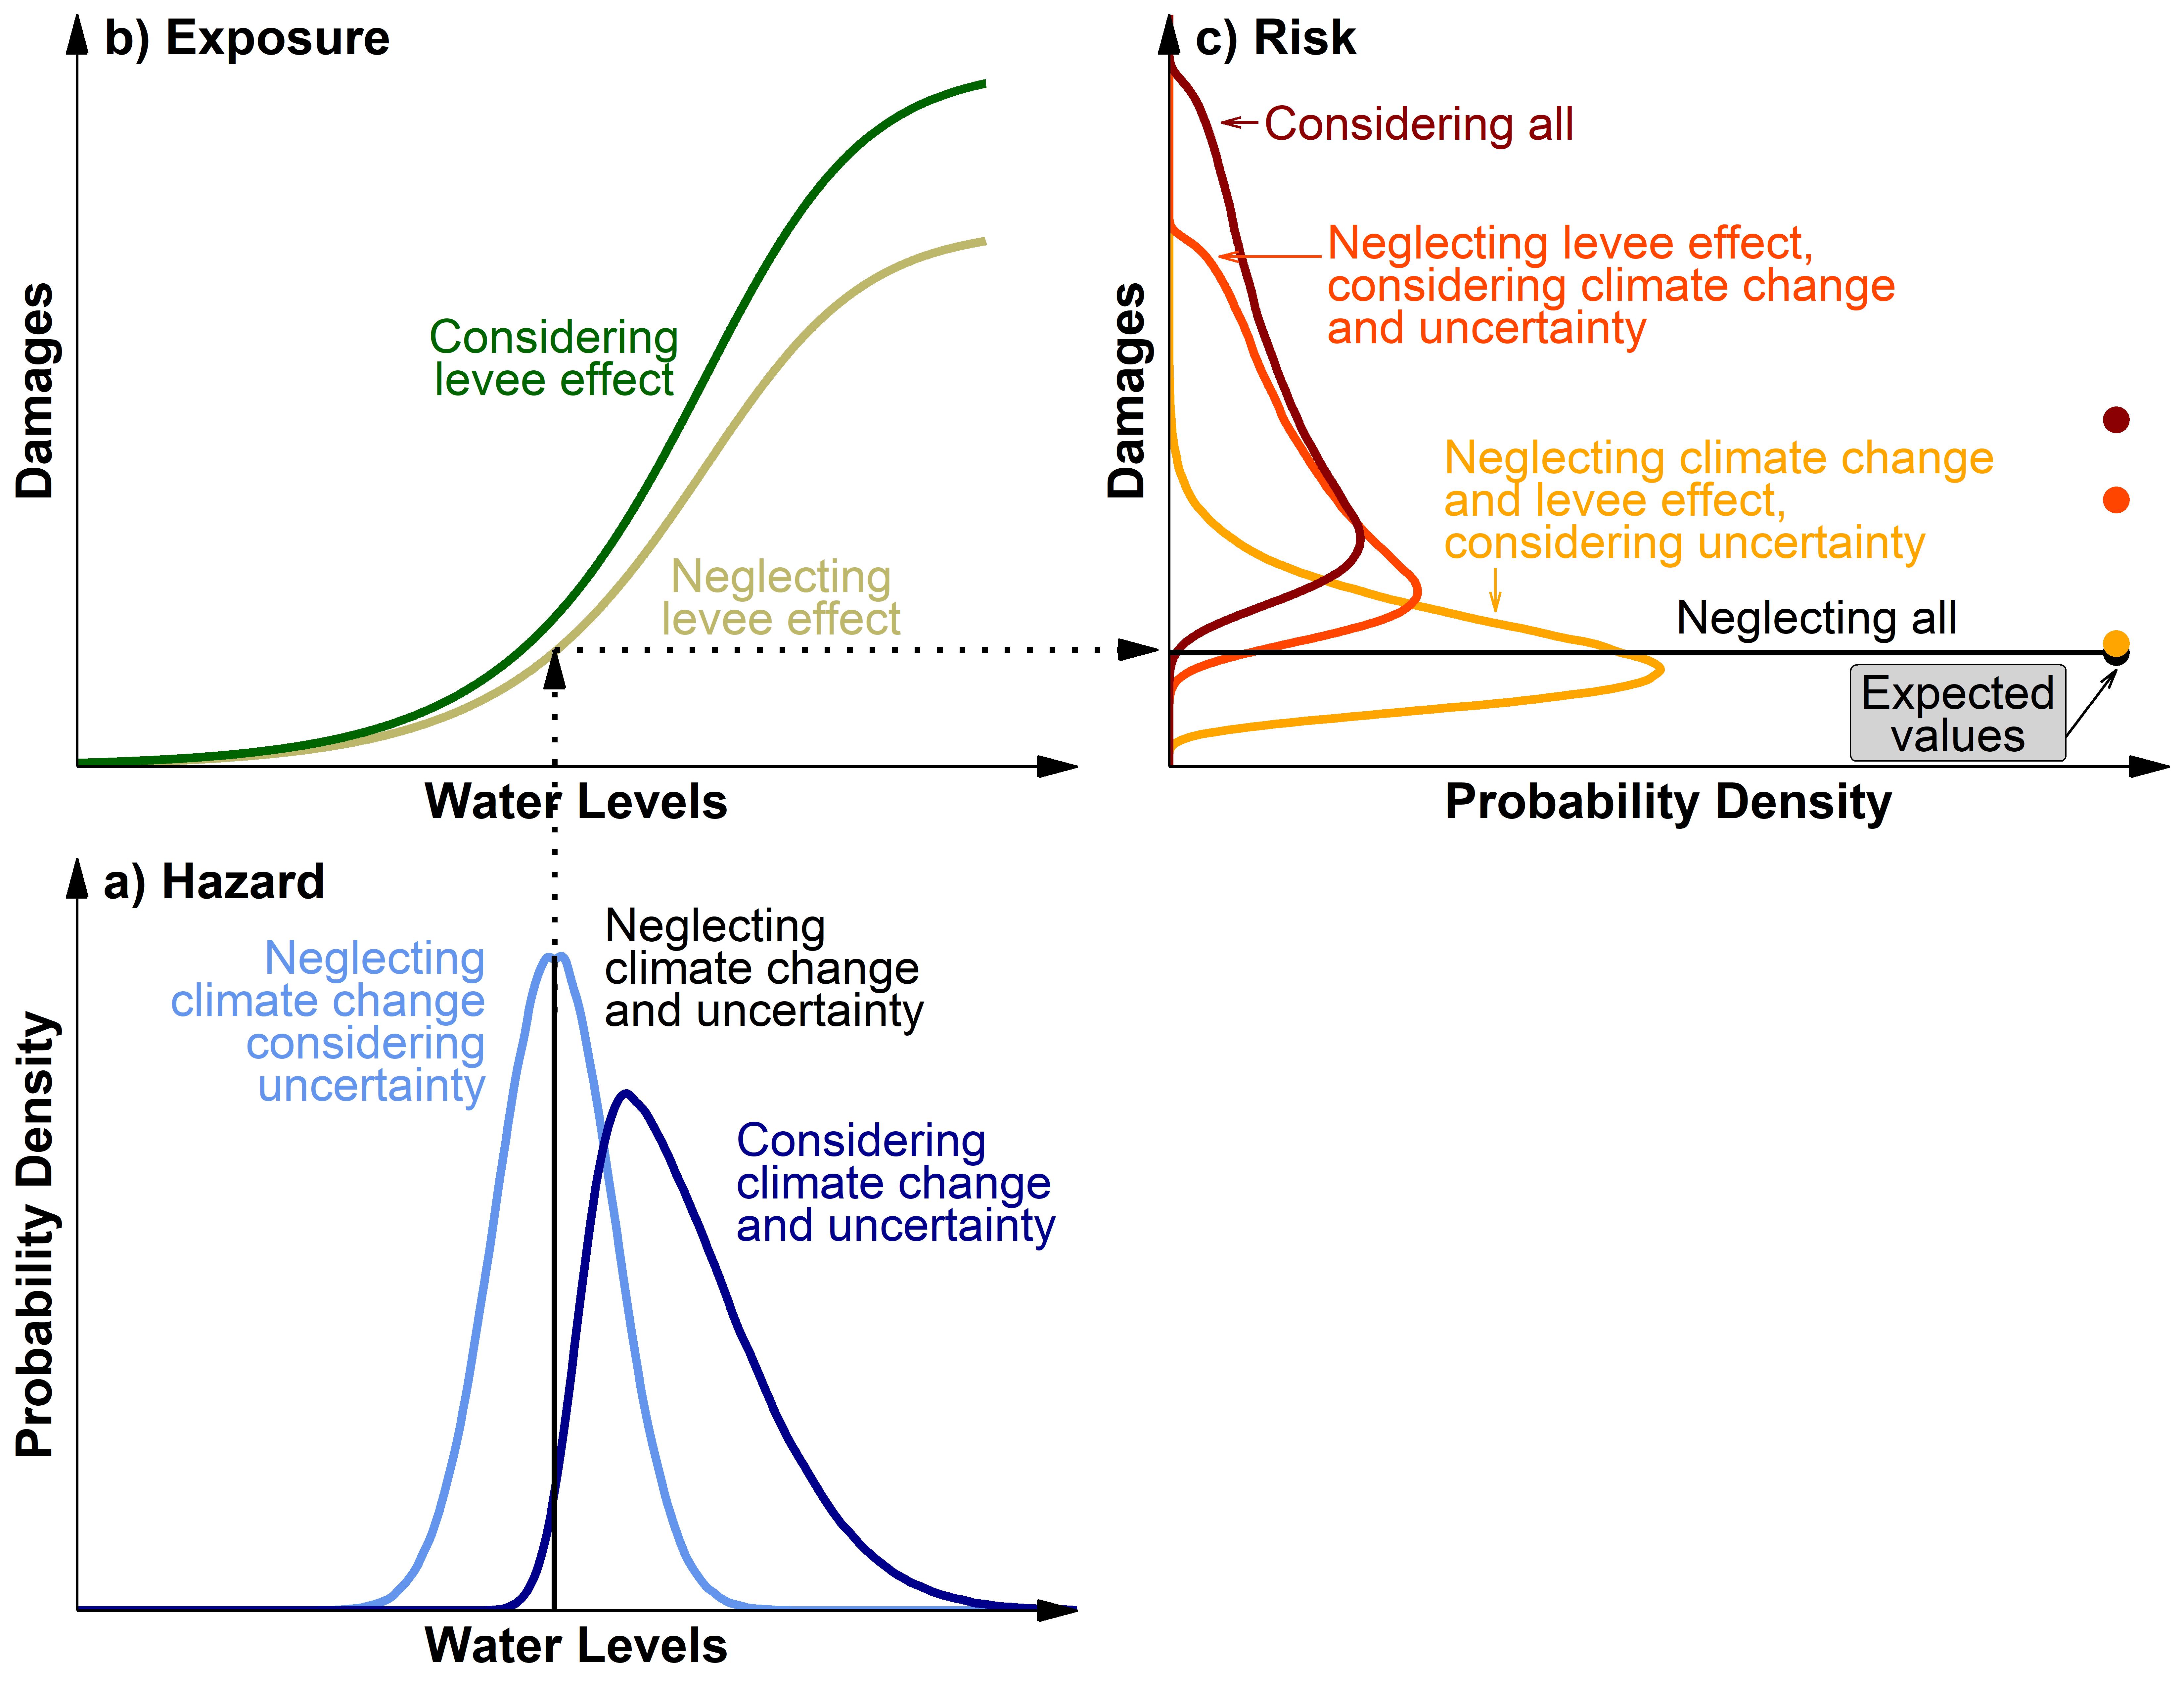 b) Exposure
Damages
Considering
levee effect
Neglecting
levee effect
Water Levels
c) Risk
Damages
Considering all
Neglecting levee effect,
considering climate change
and uncertainty
Neglecting climate change
and levee effect,
considering uncertainty
Neglecting all
Expected
values
Probability Density
a) Hazard
Probability Density
Neglecting
climate change
considering
uncertainty
Neglecting
climate change
and uncertainty
Considering
climate change
and uncertainty
Water Levels